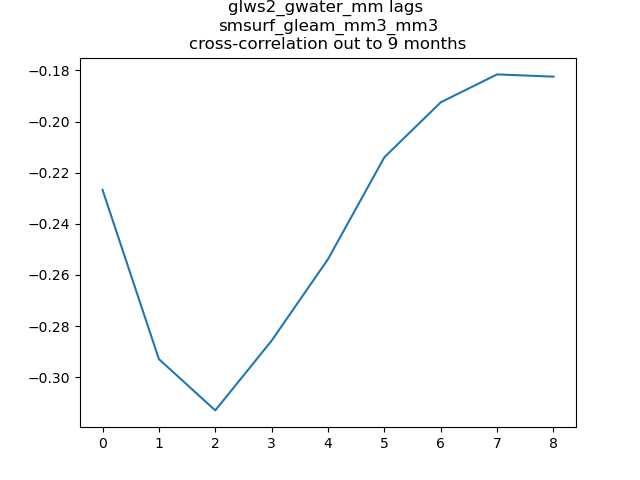 glws2_gwater_mm lags
smsurf_gleam_mm3_mm3
cross-correlation out to 9 months
−0.18
−0.20
−0.22
−0.24
−0.26
−0.28
−0.30
0 1 2 3 4 5 6 7 8